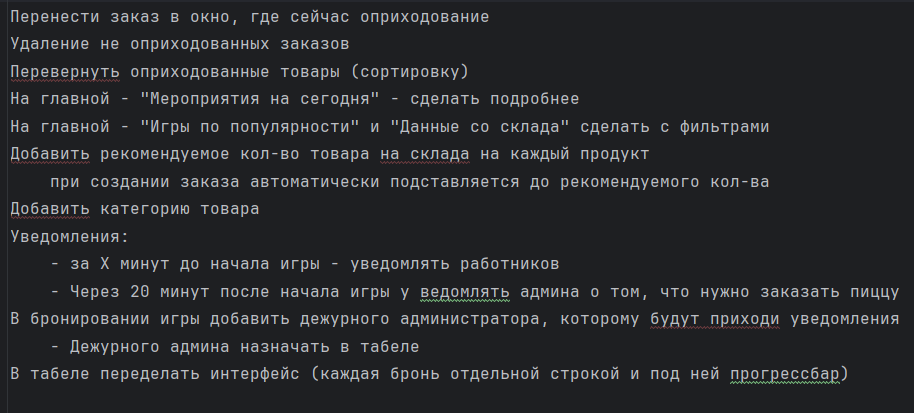 Перенести заказ в окно, где сейчас оприходование
Удаление не оприходованных заказов
Перевернуть оприходованные товары (сортировку)
На главной - "Мероприятия на сегодня" - сделать подробнее
На главной - "Игры по популярности" и "Данные со склада" сделать с фильтрами
Добавить рекомендуемое кол-во товара на склада на каждый продукт
    при создании заказа автоматически подставляется до рекомендуемого кол-ва
Добавить категорию товара
Уведомления:
    - за X минут до начала игры - уведомлять работников
    - Через 20 минут после начала игры у ведомлять админа о том, что нужно заказать пиццу
В бронировании игры добавить дежурного администратора, которому будут приходи уведомления
    - Дежурного админа назначать в табеле
В табеле переделать интерфейс (каждая бронь отдельной строкой и под ней прогрессбар)